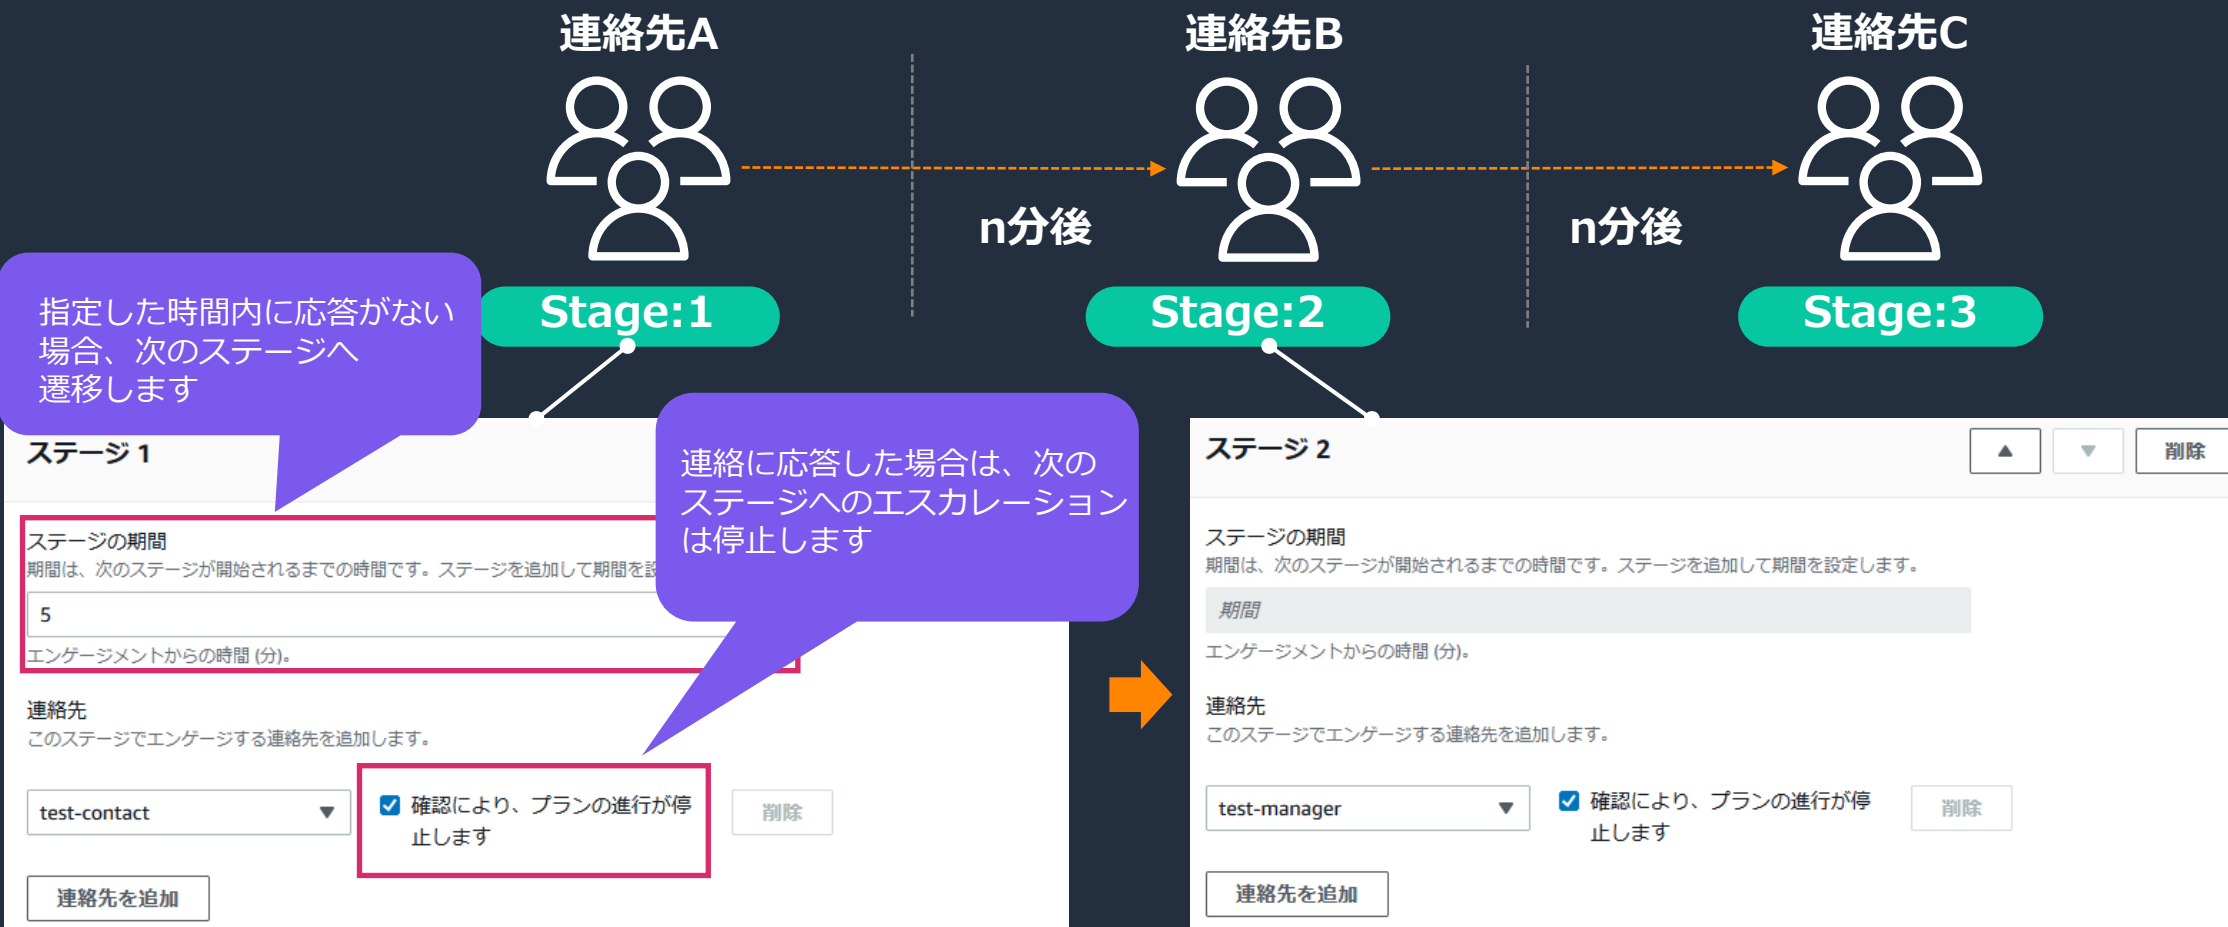 連絡先A
連絡先B
連絡先C
n分後
n分後
Stage:1
Stage:2
Stage:3
指定した時間内に応答がない
場合、次のステージへ
遷移します
連絡に応答した場合は、次の
ステージへのエスカレーション
は停止します
ステージ 1
ステージの期間
期間は、次のステージが開始されるまでの時間です。ステージを追加して期間を設
5
エンゲージメントからの時間 (分)。
連絡先
このステージでエンゲージする連絡先を追加します。
test-contact
確認により、プランの進行が停
止します
削除
連絡先を追加
ステージ 2
削除
ステージの期間
期間は、次のステージが開始されるまでの時間です。ステージを追加して期間を設定します。
期間
エンゲージメントからの時間 (分)。
連絡先
このステージでエンゲージする連絡先を追加します。
test-manager
確認により、プランの進行が停
止します
削除
連絡先を追加